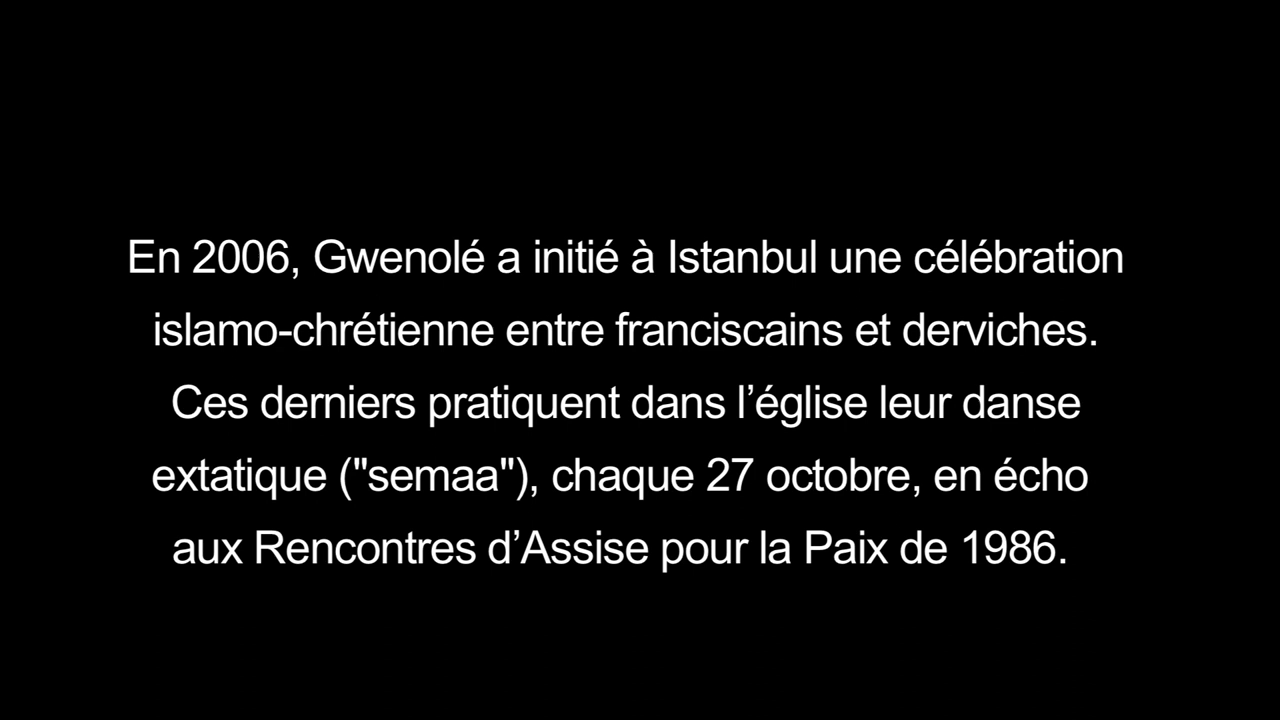 En 2006, Gwenolé a initié à Istanbul une célébration
islamo-chrétienne entre franciscains et derviches.
Ces derniers pratiquent dans l’église leur danse
extatique ("semaa"), chaque 27 octobre, en écho
aux Rencontres d’Assise pour la Paix de 1986.